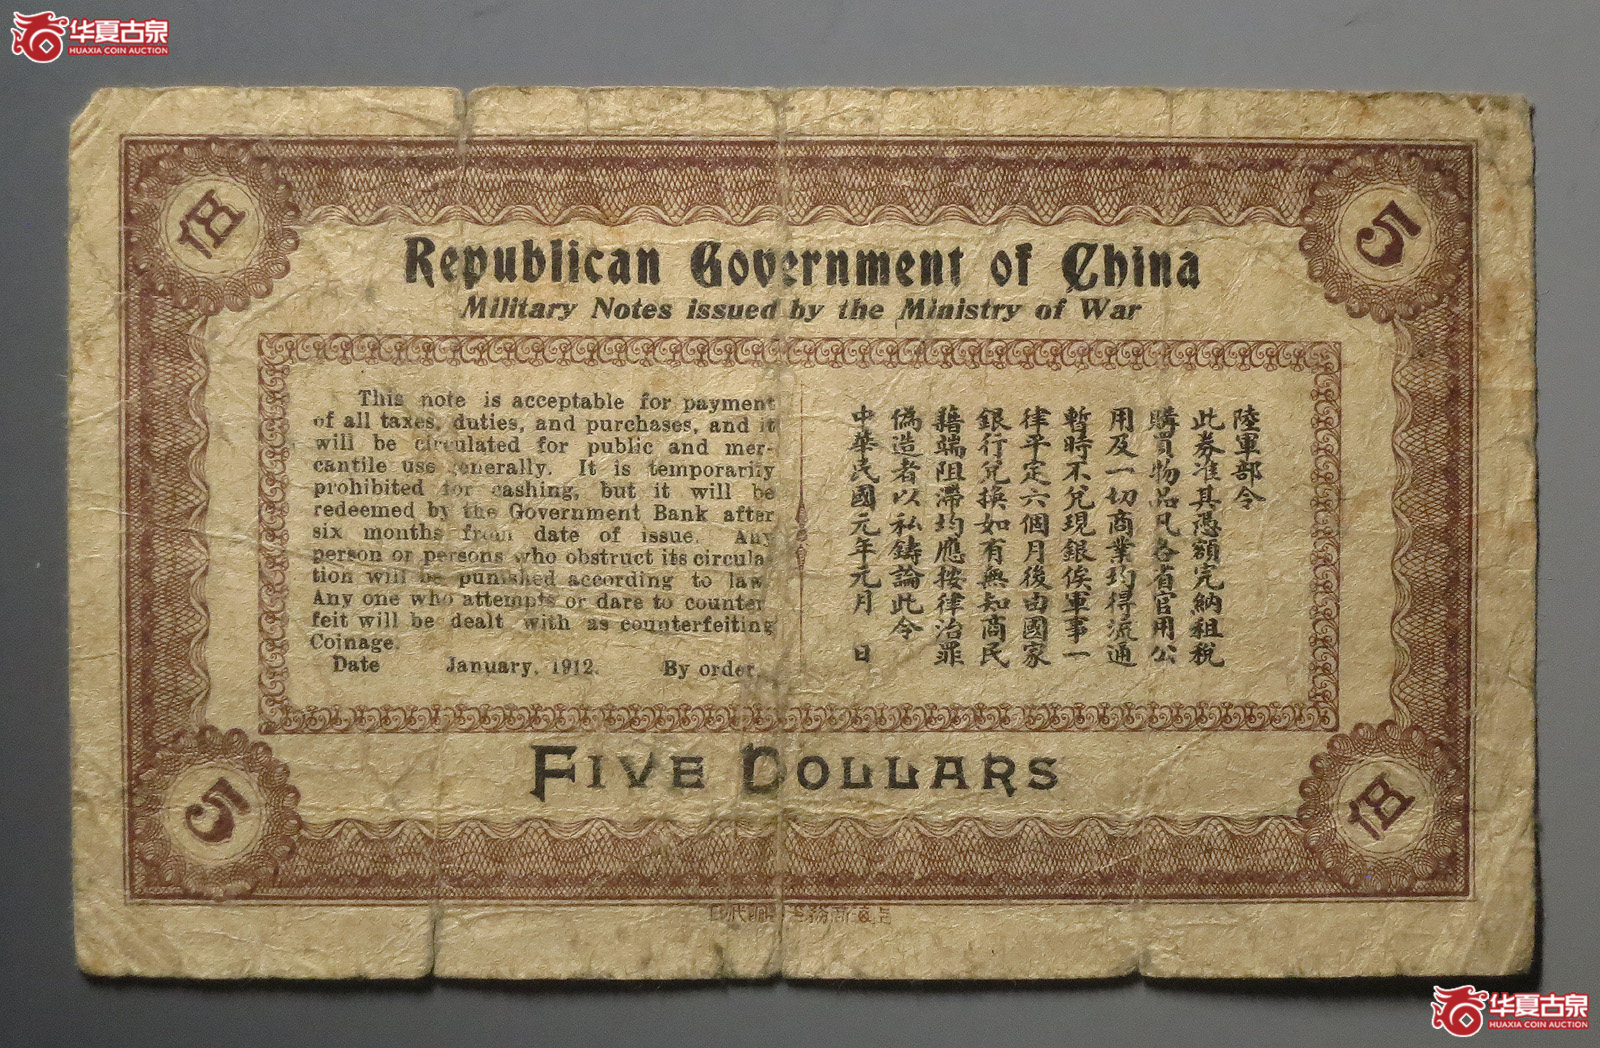 华夏古泉
HUAXIA COIN AUCTION
伍
5
Republican Government of China
Military Notes issued by the Ministry of War
This note is acceptable for payment
of all taxes, duties, and purchases, and it
will be circulated for public and mer-
cantile use generally. It is temporarily
prohibited for cashing, but it will be
redeemed by the Government Bank after
six months from date of issue. Any
person or persons who obstruct its circula-
tion will be punished according to law.
Any one who attempts or dare to counter
feit will be dealt with as counterfeiting
Coinage.
Date January, 1912. By order,
陸軍部令
此券准其憑額完納租稅
購買物品凡各省官用公
用及一切商業均得流通
暫時不兌現銀俟軍事一
律平定六個月後由國家
銀行兌換如有無知商民
藉端阻滯均應按律治罪
偽造者以私鑄論此令
中華民國元年元月 日
FIVE DOLLARS
5
伍
上海商務印
華夏古泉
HUAXIA COIN AUCTION